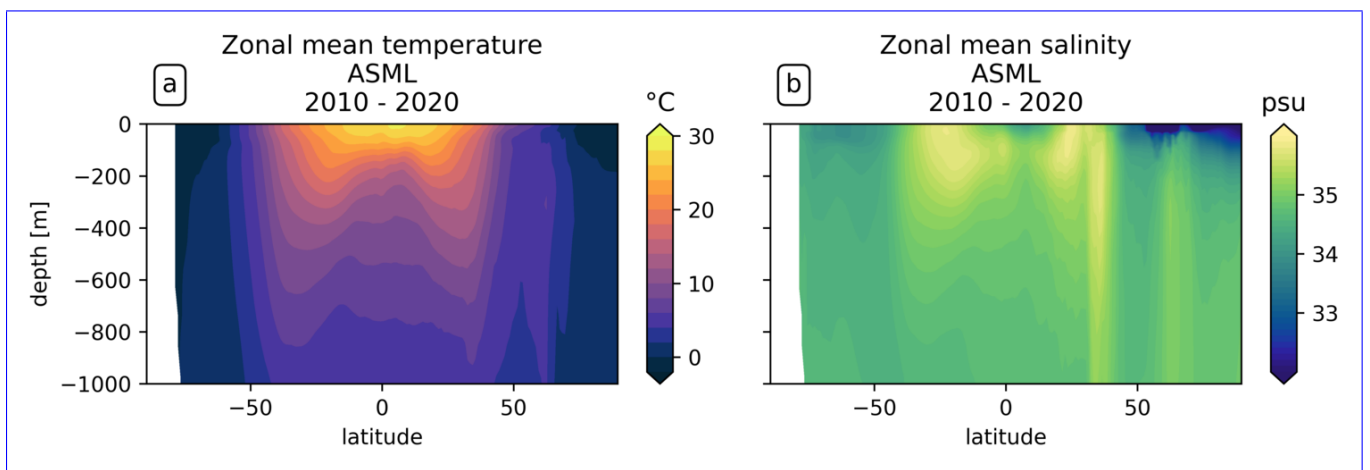 Zonal mean temperature
ASML
2010 - 2020
a
°C
0
−200
−400
−600
−800
−1000
depth [m]
−50
0
50
latitude
30
20
10
0
Zonal mean salinity
ASML
2010 - 2020
b
psu
−50
0
50
latitude
35
34
33